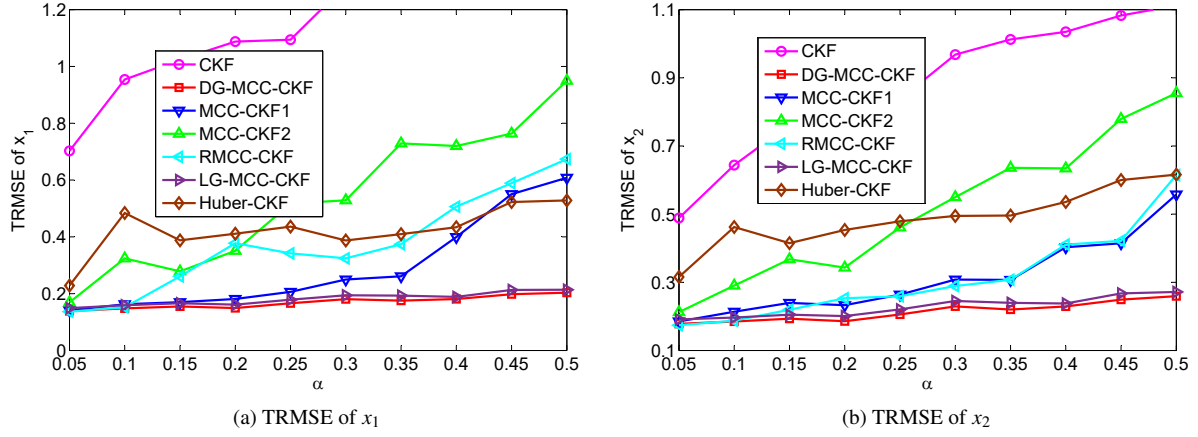 1.2
1
0.8
0.6
0.4
0.2
0
TRMSE of x1
CKF
DG-MCC-CKF
MCC-CKF1
MCC-CKF2
RMCC-CKF
LG-MCC-CKF
Huber-CKF
0.05 0.1 0.15 0.2 0.25 0.3 0.35 0.4 0.45 0.5
α
(a) TRMSE of x1
1.1
0.9
0.7
0.5
0.3
0.1
TRMSE of x2
CKF
DG-MCC-CKF
MCC-CKF1
MCC-CKF2
RMCC-CKF
LG-MCC-CKF
Huber-CKF
0.05 0.1 0.15 0.2 0.25 0.3 0.35 0.4 0.45 0.5
α
(b) TRMSE of x2